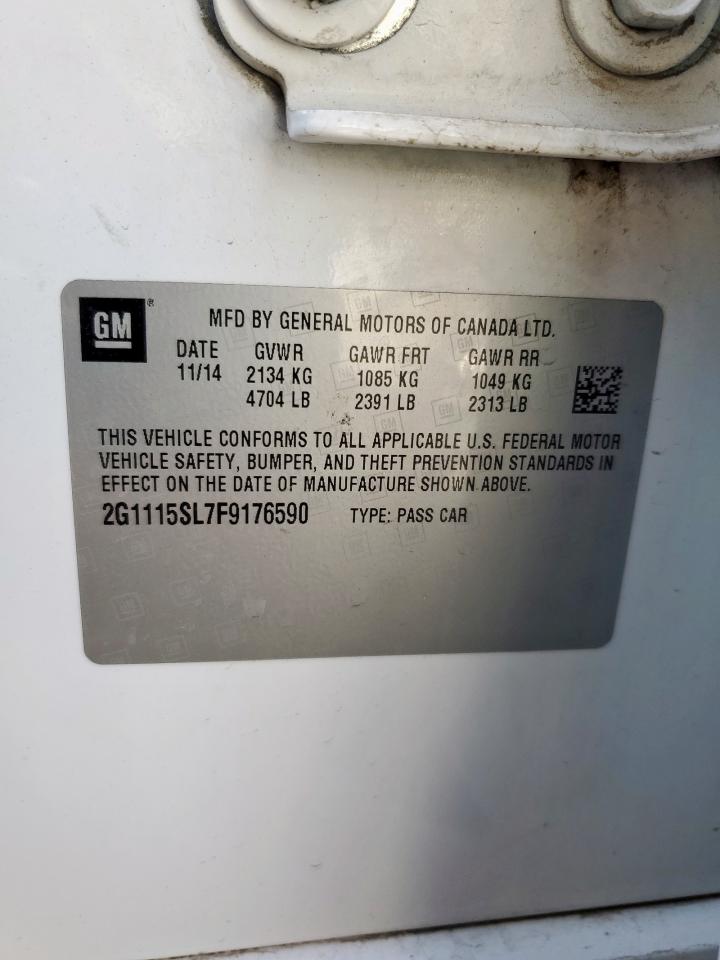 GM ®
MFD BY GENERAL MOTORS OF CANADA LTD.
DATE GVWR GAWR FRT GAWR RR
11/14 2134 KG 1085 KG 1049 KG
4704 LB 2391 LB 2313 LB
THIS VEHICLE CONFORMS TO ALL APPLICABLE U.S. FEDERAL MOTOR
VEHICLE SAFETY, BUMPER, AND THEFT PREVENTION STANDARDS IN
EFFECT ON THE DATE OF MANUFACTURE SHOWN ABOVE.
2G1115SL7F9176590 TYPE: PASS CAR